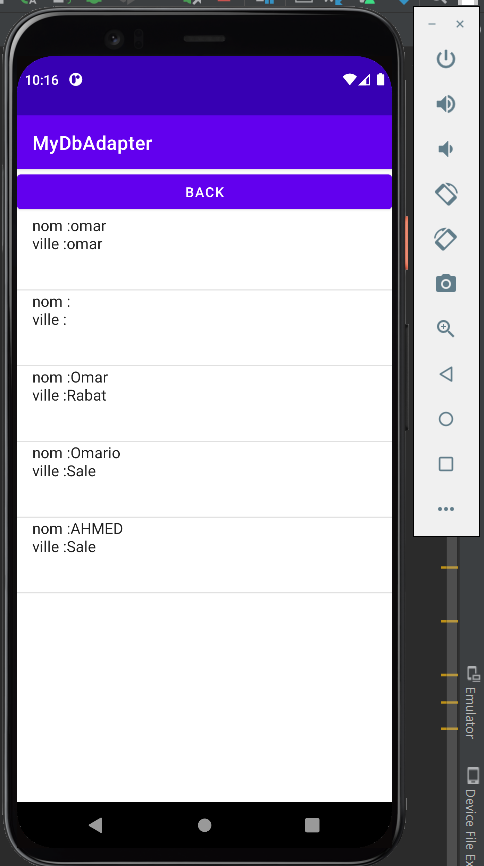 10:16
MyDbAdapter
BACK
nom :omar
ville :omar
nom :
ville :
nom :Omar
ville :Rabat
nom :Omario
ville :Sale
nom :AHMED
ville :Sale
Emulator
Device File Ex